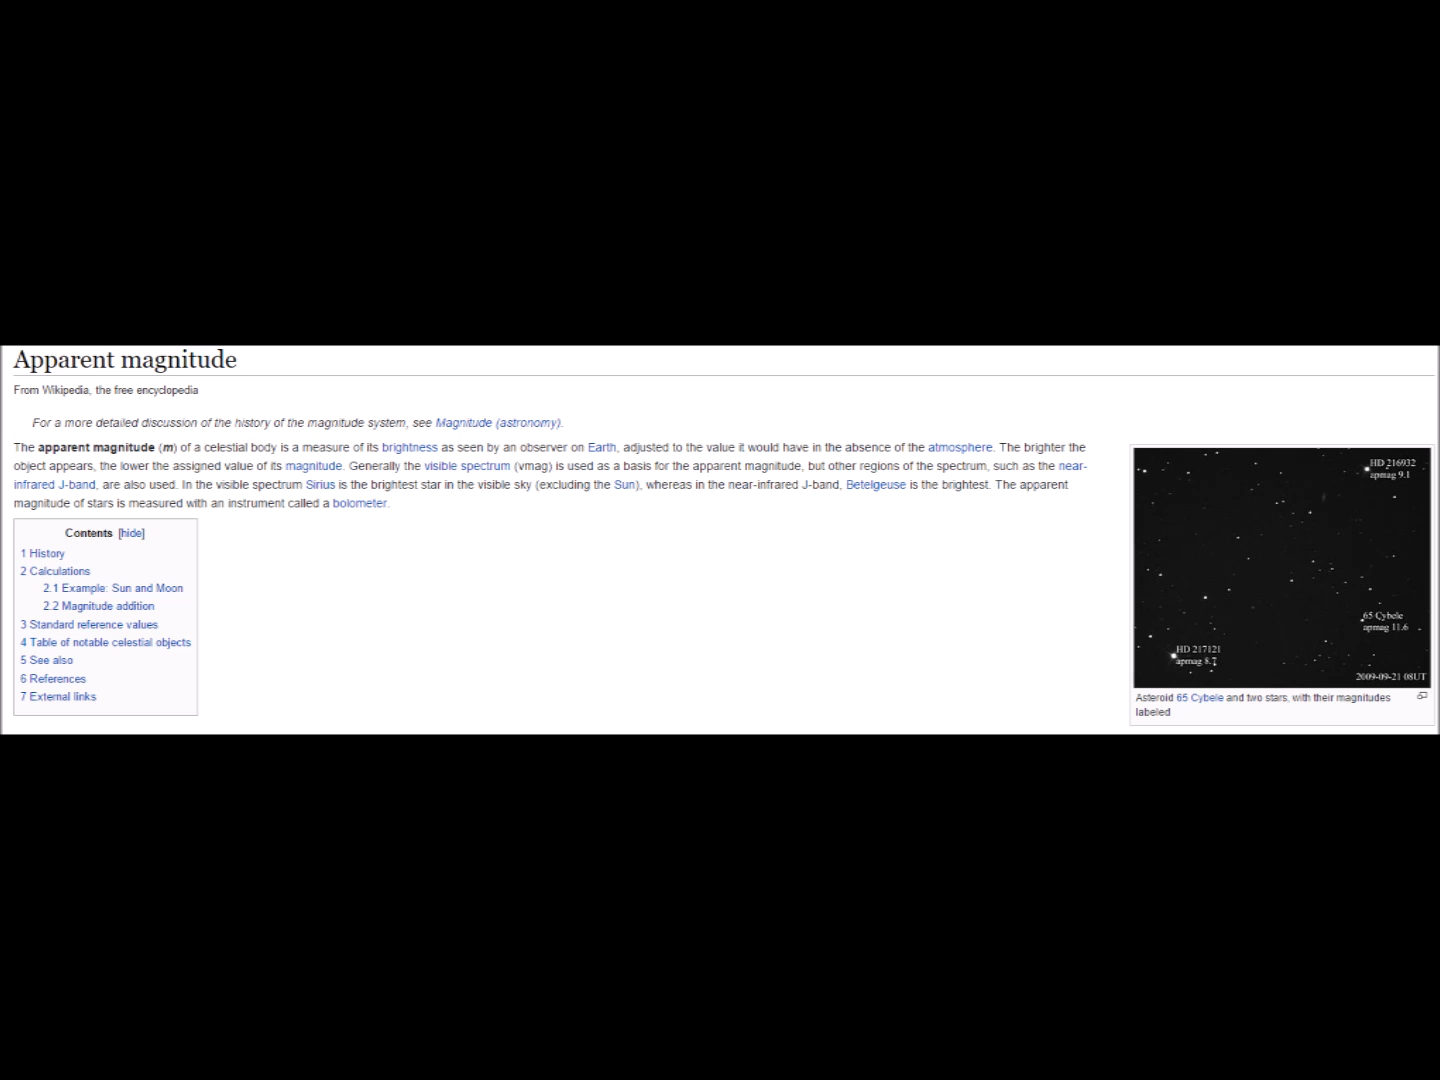 Apparent magnitude
From Wikipedia, the free encyclopedia
For a more detailed discussion of the history of the magnitude system, see Magnitude (astronomy).
The apparent magnitude (m) of a celestial body is a measure of its brightness as seen by an observer on Earth, adjusted to the value it would have in the absence of the atmosphere. The brighter the
object appears, the lower the assigned value of its magnitude. Generally the visible spectrum (vmag) is used as a basis for the apparent magnitude, but other regions of the spectrum, such as the near-
infrared J-band, are also used. In the visible spectrum Sirius is the brightest star in the visible sky (excluding the Sun), whereas in the near-infrared J-band, Betelgeuse is the brightest. The apparent
magnitude of stars is measured with an instrument called a bolometer.
Contents [hide]
1 History
2 Calculations
2.1 Example: Sun and Moon
2.2 Magnitude addition
3 Standard reference values
4 Table of notable celestial objects
5 See also
6 References
7 External links
HD 216932
apmag 9.1
65 Cybele
apmag 11.6
HD 217121
apmag 8.7
2009-09-21 08UT
Asteroid 65 Cybele and two stars, with their magnitudes
labeled